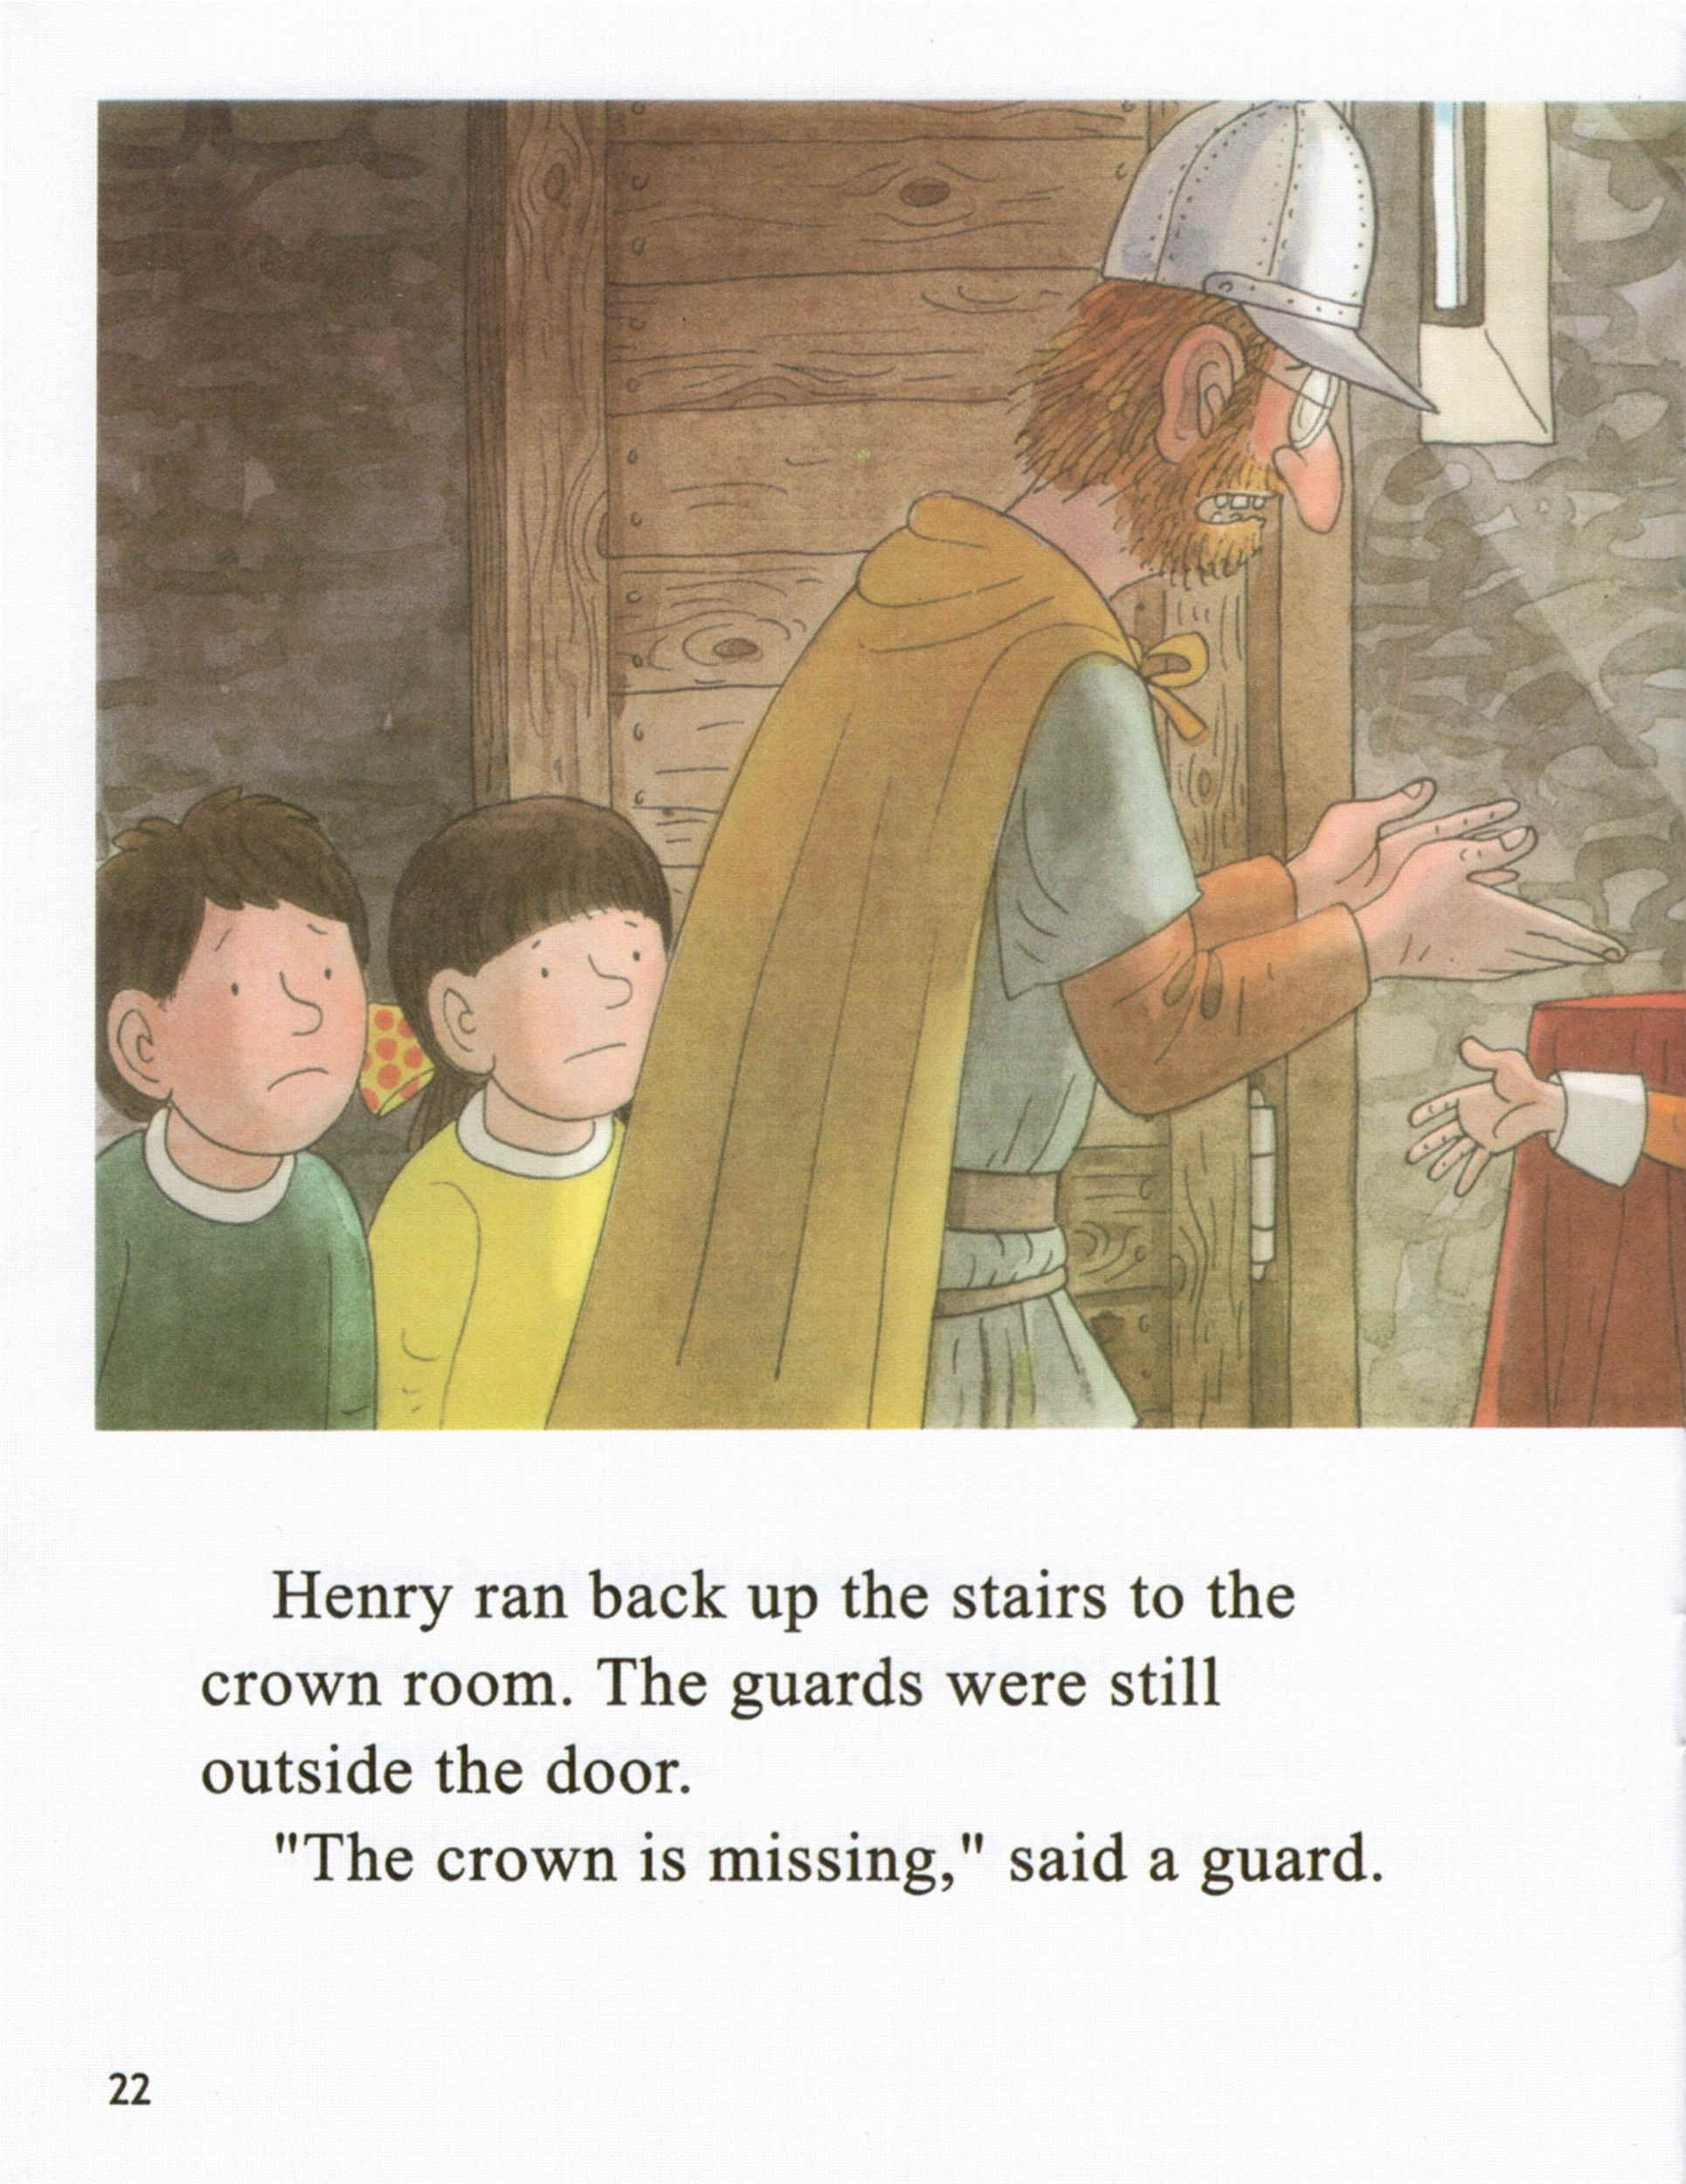 Henry ran back up the stairs to the
crown room. The guards were still
outside the door.
"The crown is missing," said a guard.
22